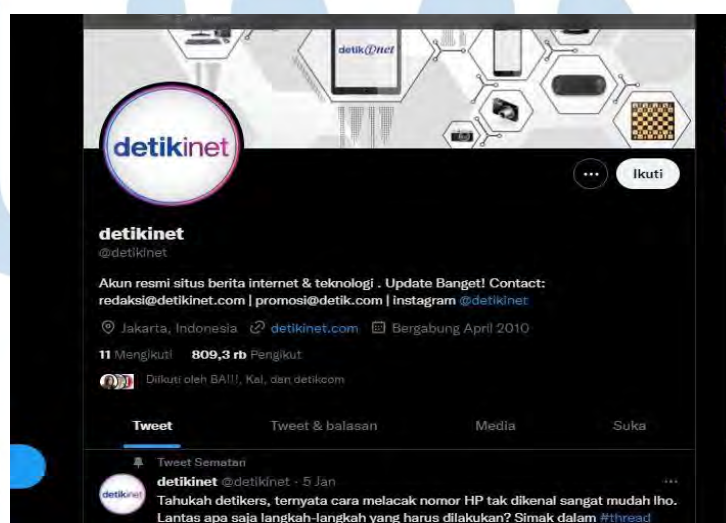 detik@net
detikinet
Ikuti
detikinet
@detikinet
Akun resmi situs berita internet & teknologi . Update Banget! Contact:
redaksi@detikinet.com | promosi@detik.com | instagram @detikinet
Jakarta, Indonesia detikinet.com Bergabung April 2010
11 Mengikuti 809,3 rb Pengikut
Diikuti oleh BA!!!, Kal, dan detikcom
Tweet Tweet & balasan Media Suka
Tweet Sematan
detikinet @detikinet · 5 Jan
detikinet
Tahukah detikers, ternyata cara melacak nomor HP tak dikenal sangat mudah lho.
Lantas apa saja langkah-langkah yang harus dilakukan? Simak dalam #thread